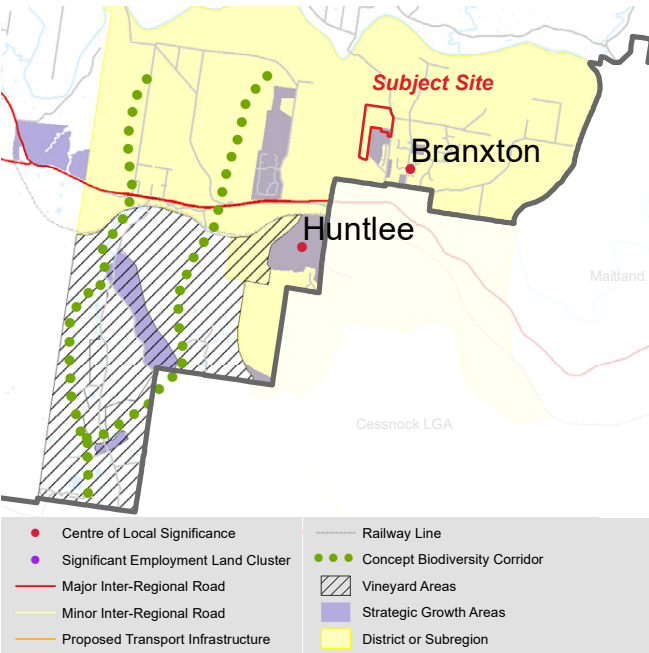 Subject Site
Branxton
Huntlee
Maitland
Cessnock LGA
Centre of Local Significance
Significant Employment Land Cluster
Major Inter-Regional Road
Minor Inter-Regional Road
Proposed Transport Infrastructure
Railway Line
Concept Biodiversity Corridor
Vineyard Areas
Strategic Growth Areas
District or Subregion